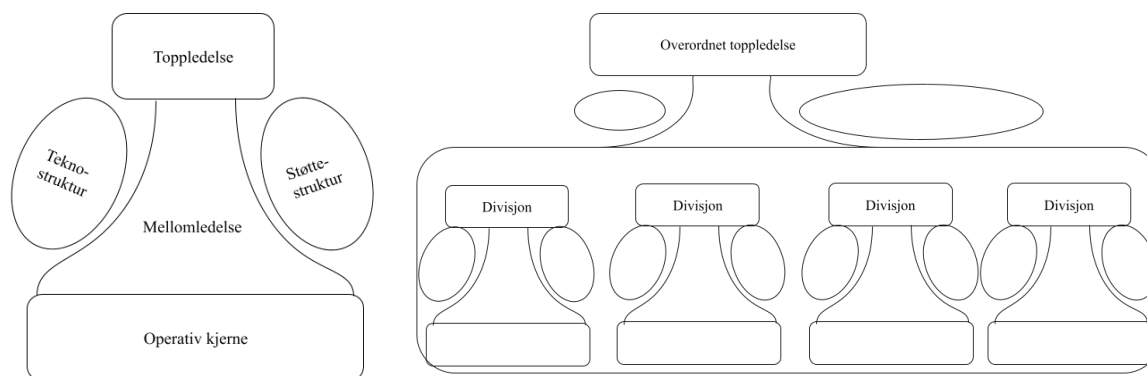 Toppledelse
Tekno-
struktur
Støtte-
struktur
Mellomledelse
Operativ kjerne
Overordnet toppledelse
Divisjon
Divisjon
Divisjon
Divisjon